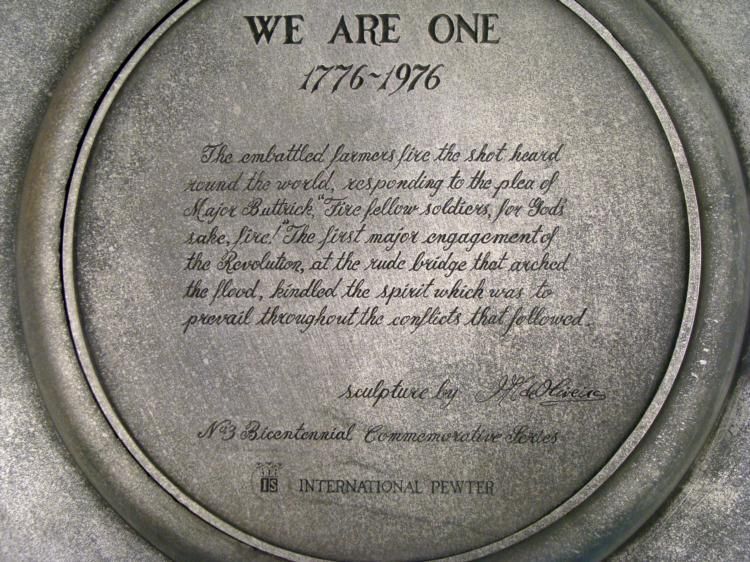 WE ARE ONE
1776~1976
The embattled farmers fire the shot heard
round the world, responding to the plea of
Major Buttrick, "Fire fellow soldiers, for God's
sake, fire!" The first major engagement of
the Revolution, at the rude bridge that arched
the flood, kindled the spirit which was to
prevail throughout the conflicts that followed.
sculpture by
No 3 Bicentennial Commemorative Series
IS INTERNATIONAL PEWTER